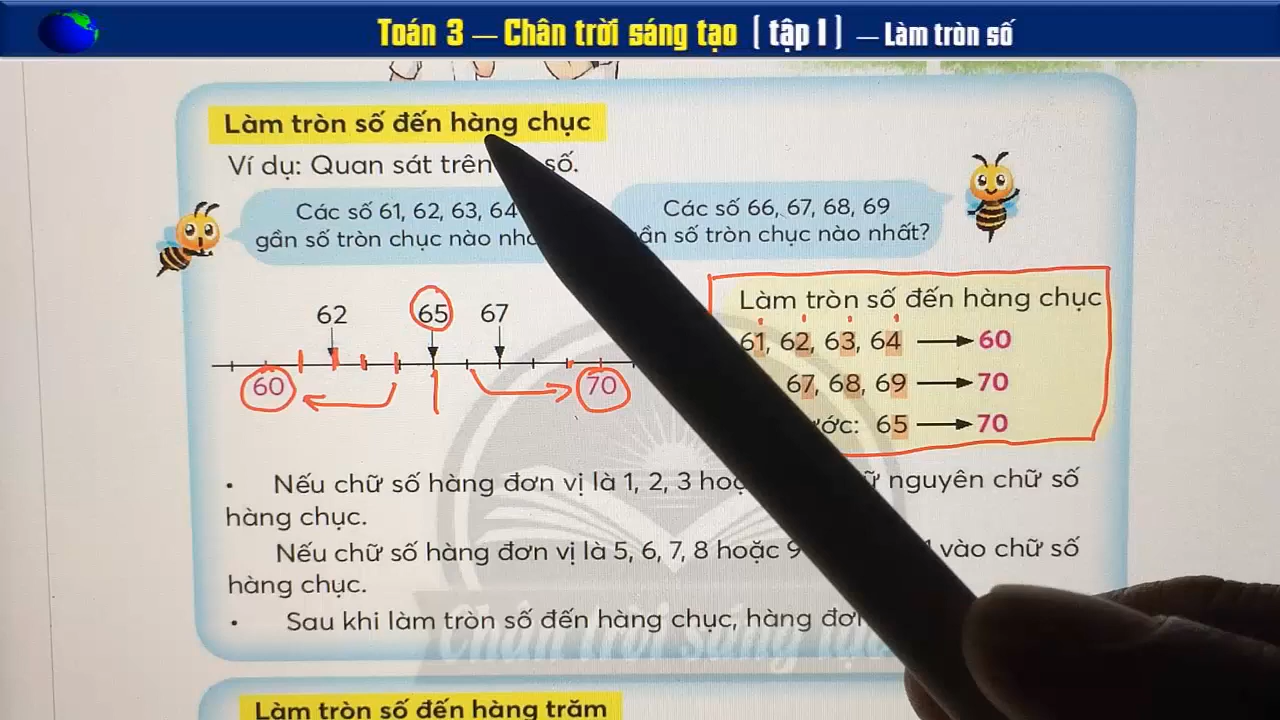 Toán 3 – Chân trời sáng tạo ( tập 1 ) – Làm tròn số
Làm tròn số đến hàng chục
Ví dụ: Quan sát trên số.
Các số 61, 62, 63, 64
gần số tròn chục nào
Các số 66, 67, 68, 69
số tròn chục nào nhất?
62 65 67
60 70
Làm tròn số đến hàng chục
61, 62, 63, 64 → 60
67, 68, 69 → 70
65 → 70
Nếu chữ số hàng đơn vị là 1, 2, 3 nguyên chữ số
hàng chục.
Nếu chữ số hàng đơn vị là 5, 6, 7, 8 hoặc 9 vào chữ số
hàng chục.
Sau khi làm tròn số đến hàng chục, hàng
Chân trời sáng tạo
Làm tròn số đến hàng trăm